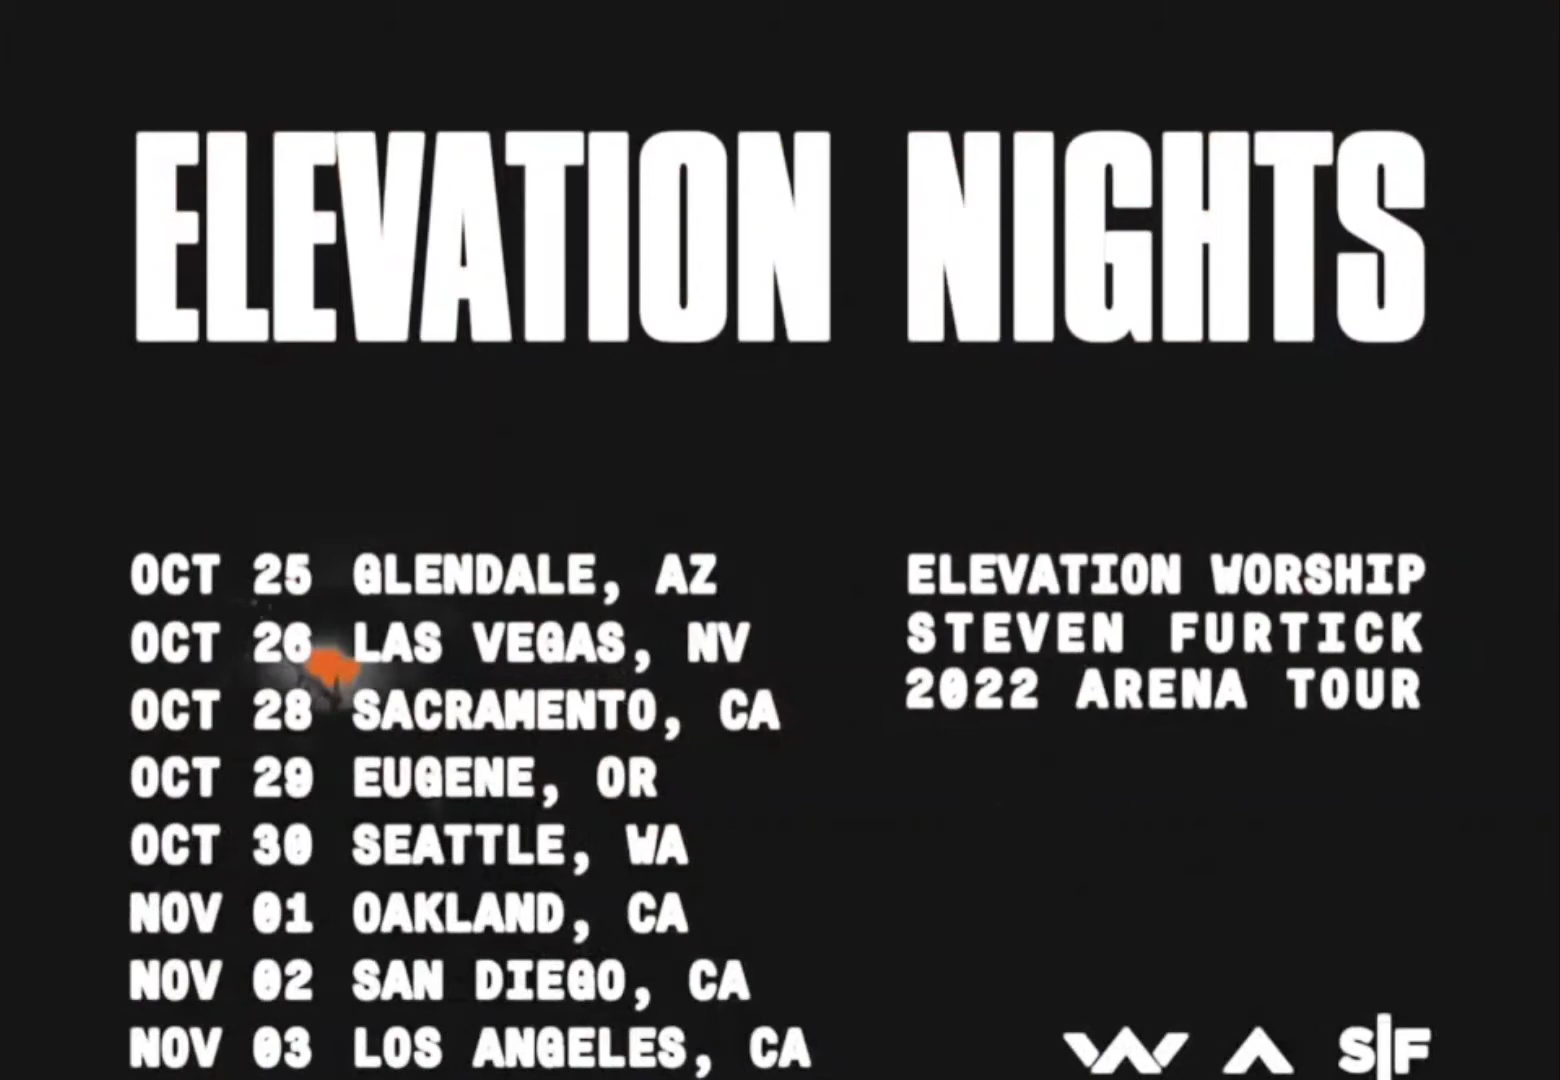 ELEVATION NIGHTS
OCT 25 GLENDALE, AZ
OCT 26 LAS VEGAS, NV
OCT 28 SACRAMENTO, CA
OCT 29 EUGENE, OR
OCT 30 SEATTLE, WA
NOV 01 OAKLAND, CA
NOV 02 SAN DIEGO, CA
NOV 03 LOS ANGELES, CA
ELEVATION WORSHIP
STEVEN FURTICK
2022 ARENA TOUR
S|F